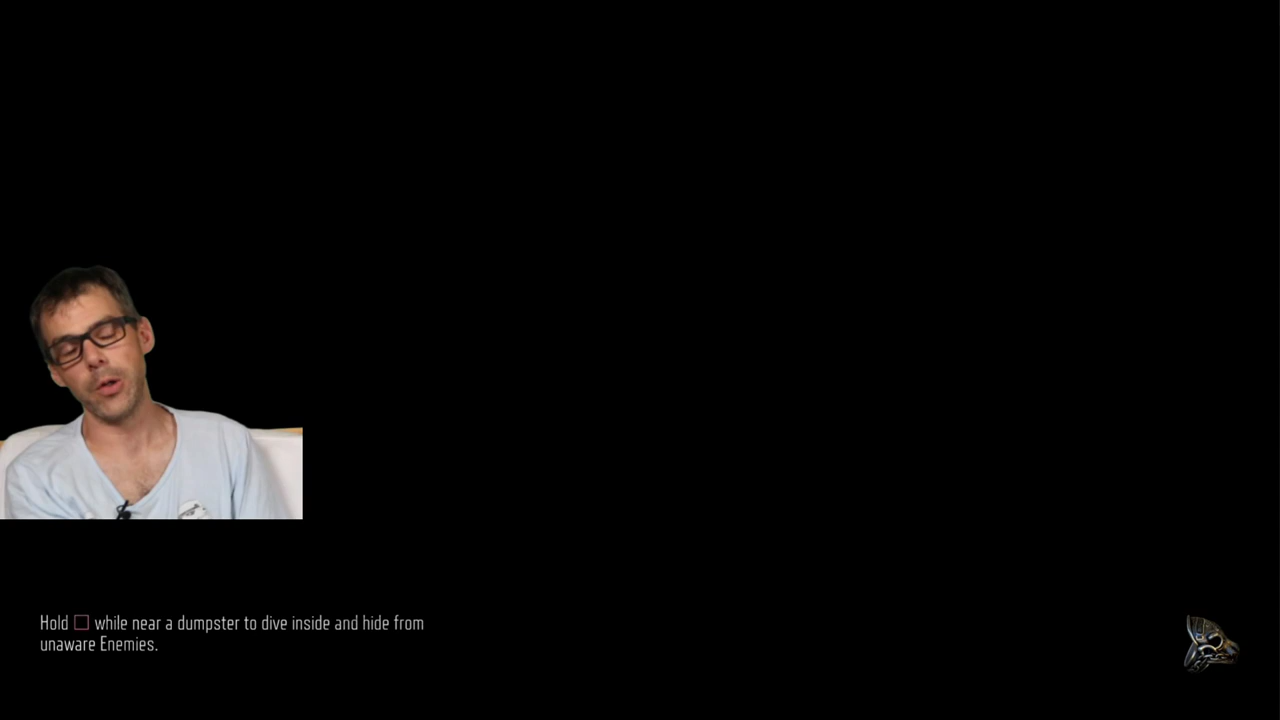 Hold □ while near a dumpster to dive inside and hide from
unaware Enemies.